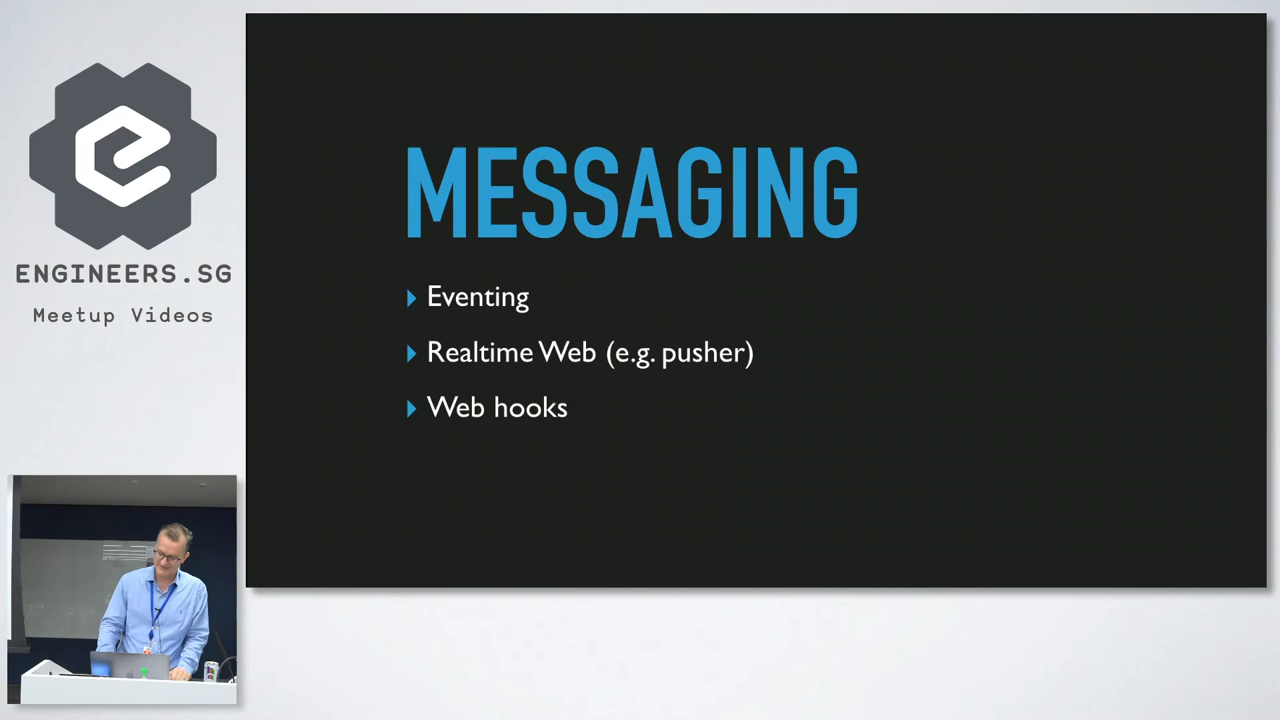 ENGINEERS.SG
Meetup Videos
MESSAGING
Eventing
Realtime Web (e.g. pusher)
Web hooks